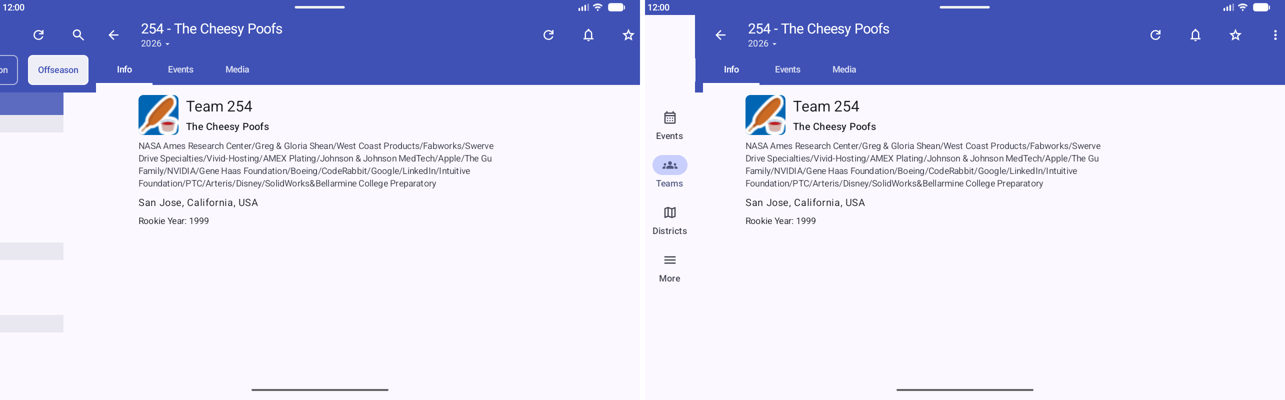 12:00
254 - The Cheesy Poofs
2026
on
Offseason
Info
Events
Media
Team 254
The Cheesy Poofs
NASA Ames Research Center/Greg & Gloria Shean/West Coast Products/Fabworks/Swerve
Drive Specialties/Vivid-Hosting/AMEX Plating/Johnson & Johnson MedTech/Apple/The Gu
Family/NVIDIA/Gene Haas Foundation/Boeing/CodeRabbit/Google/LinkedIn/Intuitive
Foundation/PTC/Arteris/Disney/SolidWorks&Bellarmine College Preparatory
San Jose, California, USA
Rookie Year: 1999
12:00
254 - The Cheesy Poofs
2026
Info
Events
Media
Events
Teams
Districts
More
Team 254
The Cheesy Poofs
NASA Ames Research Center/Greg & Gloria Shean/West Coast Products/Fabworks/Swerve
Drive Specialties/Vivid-Hosting/AMEX Plating/Johnson & Johnson MedTech/Apple/The Gu
Family/NVIDIA/Gene Haas Foundation/Boeing/CodeRabbit/Google/LinkedIn/Intuitive
Foundation/PTC/Arteris/Disney/SolidWorks&Bellarmine College Preparatory
San Jose, California, USA
Rookie Year: 1999